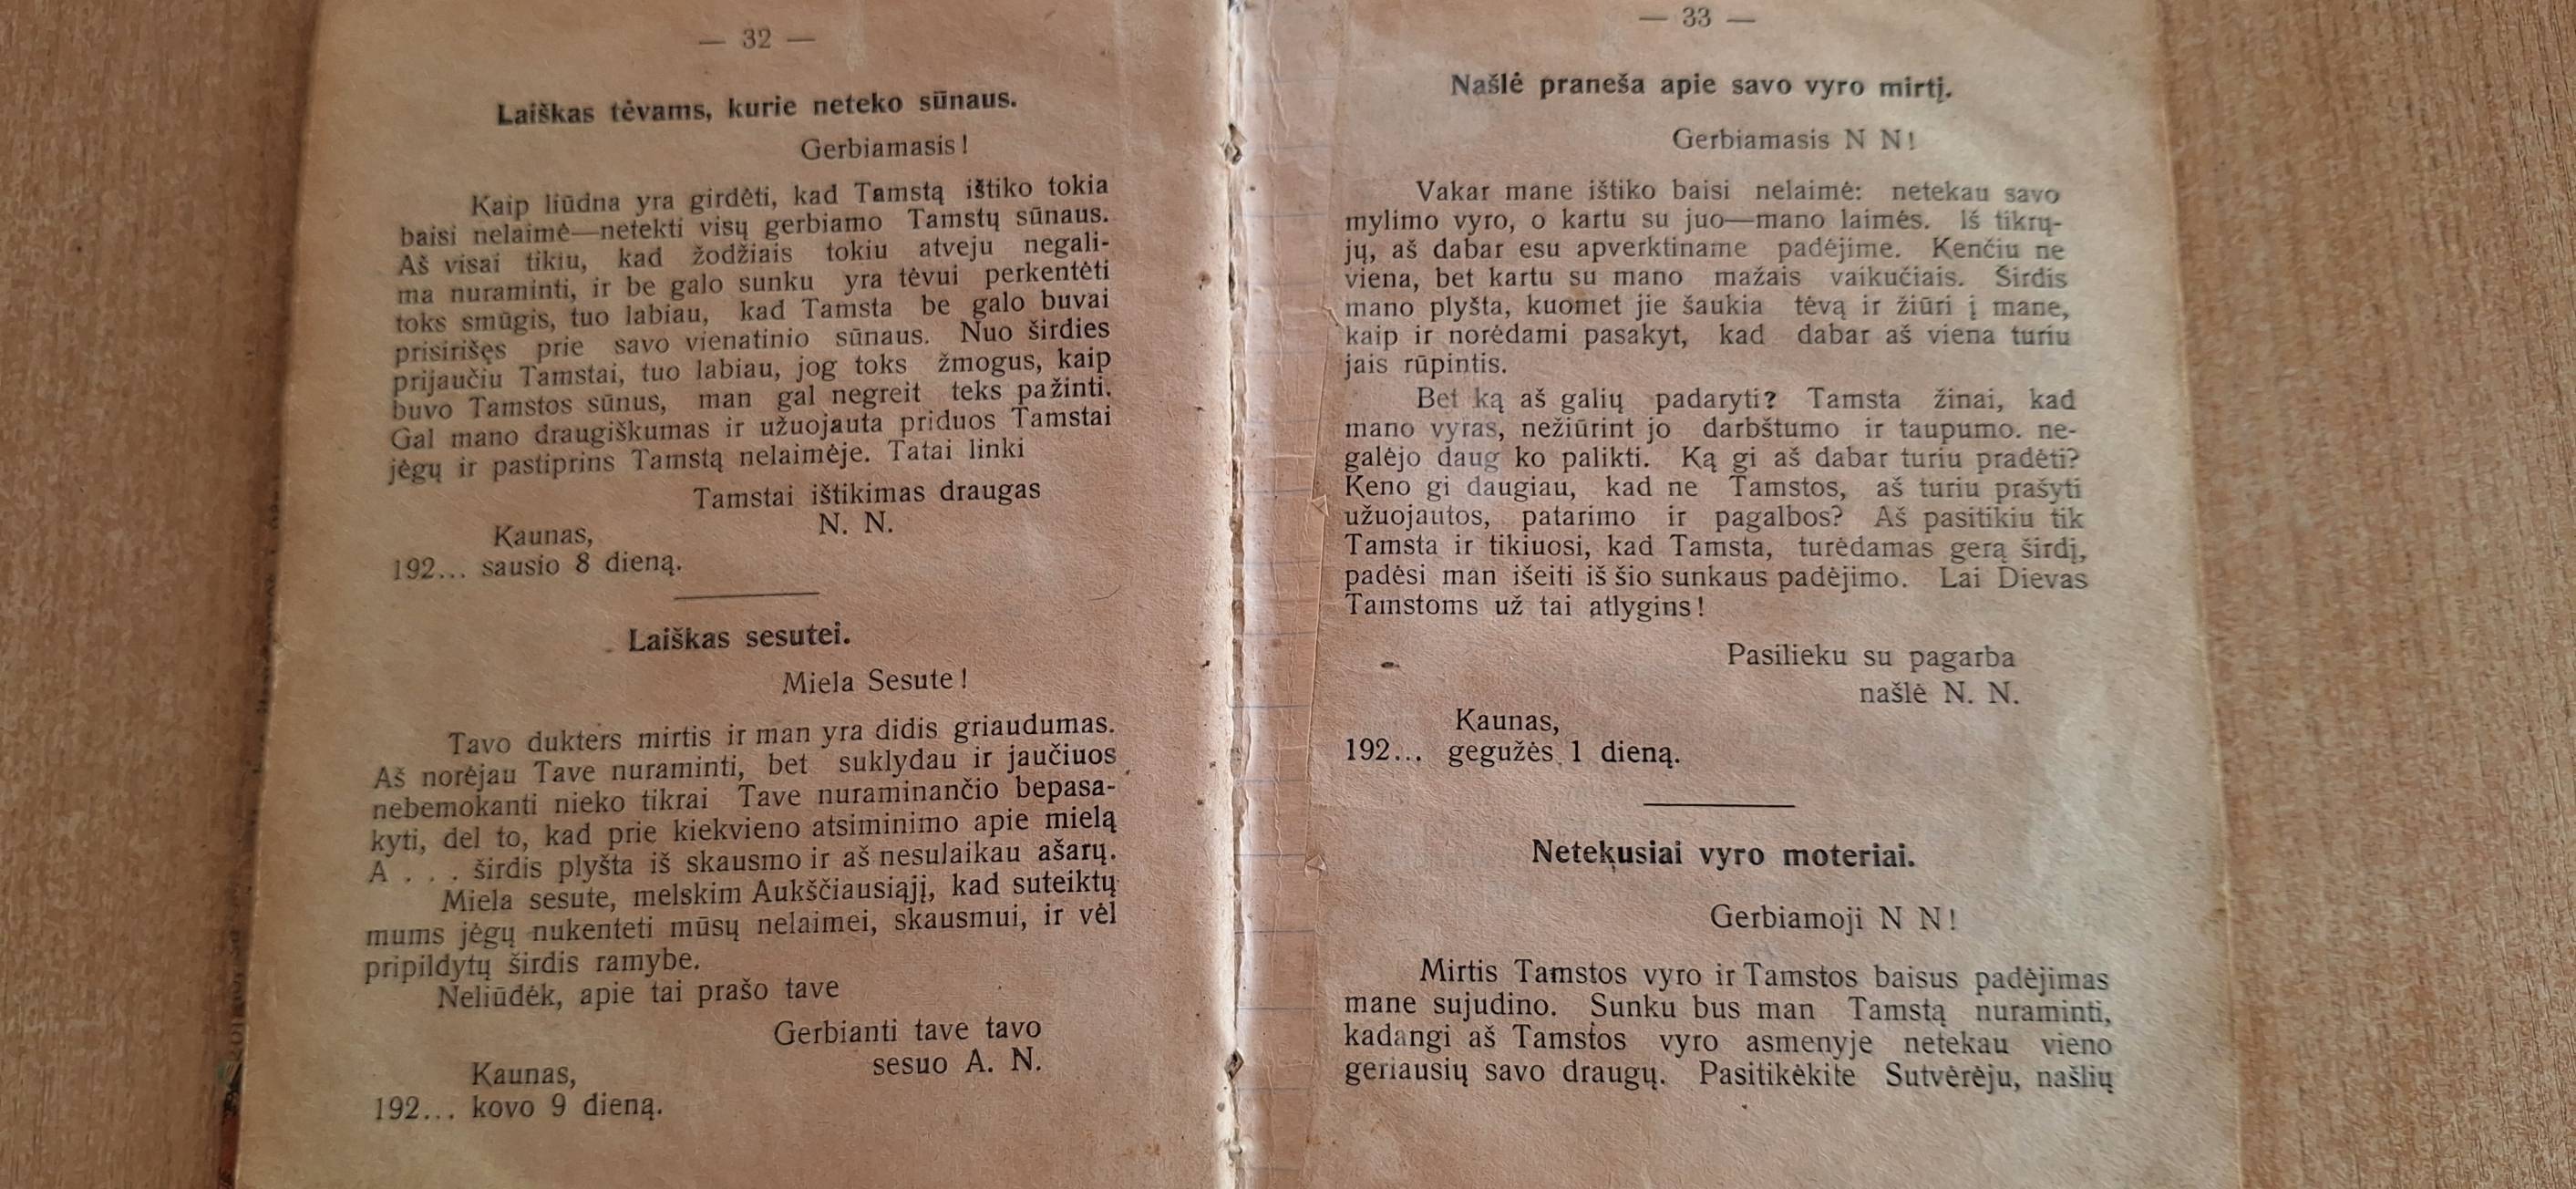 — 32 —
Laiškas tėvams, kurie neteko sūnaus.
Gerbiamasis!
Kaip liūdna yra girdėti, kad Tamstą ištiko tokia
baisi nelaimė—netekti visų gerbiamo Tamstų sūnaus.
Aš visai tikiu, kad žodžiais tokiu atveju negali-
ma nuraminti, ir be galo sunku yra tėvui perkentėti
toks smūgis, tuo labiau, kad Tamsta be galo buvai
prisirišęs prie savo vienatinio sūnaus. Nuo širdies
prijaučiu Tamstai, tuo labiau, jog toks žmogus, kaip
buvo Tamstos sūnus, man gal negreit teks pažinti.
Gal mano draugiškumas ir užuojauta priduos Tamstai
jėgų ir pastiprins Tamstą nelaimėje. Tatai linki
Tamstai ištikimas draugas
N. N.
Kaunas,
192... sausio 8 dieną.
Laiškas sesutei.
Miela Sesute!
Tavo dukters mirtis ir man yra didis griaudumas.
Aš norėjau Tave nuraminti, bet suklydau ir jaučiuos
nebemokanti nieko tikrai Tave nuraminančio bepasa-
kyti, del to, kad prie kiekvieno atsiminimo apie mielą
A . . . širdis plyšta iš skausmo ir aš nesulaikau ašarų.
Miela sesute, melskim Aukščiausiąjį, kad suteiktų
mums jėgų nukenteti mūsų nelaimei, skausmui, ir vėl
pripildytų širdis ramybe.
Neliūdėk, apie tai prašo tave
Gerbianti tave tavo
sesuo A. N.
Kaunas,
192... kovo 9 dieną.
— 33 —
Našlė praneša apie savo vyro mirtį.
Gerbiamasis N N!
Vakar mane ištiko baisi nelaimė: netekau savo
mylimo vyro, o kartu su juo—mano laimės. Iš tikrų-
jų, aš dabar esu apverktiname padėjime. Kenčiu ne
viena, bet kartu su mano mažais vaikučiais. Širdis
mano plyšta, kuomet jie šaukia tėvą ir žiūri į mane,
kaip ir norėdami pasakyt, kad dabar aš viena turiu
jais rūpintis.
Bet ką aš galių padaryti? Tamsta žinai, kad
mano vyras, nežiūrint jo darbštumo ir taupumo. ne-
galėjo daug ko palikti. Ką gi aš dabar turiu pradėti?
Keno gi daugiau, kad ne Tamstos, aš turiu prašyti
užuojautos, patarimo ir pagalbos? Aš pasitikiu tik
Tamsta ir tikiuosi, kad Tamsta, turėdamas gerą širdį,
padėsi man išeiti iš šio sunkaus padėjimo. Lai Dievas
Tamstoms už tai atlygins!
Pasilieku su pagarba
našlė N. N.
Kaunas,
192... gegužės 1 dieną.
Netekusiai vyro moteriai.
Gerbiamoji N N!
Mirtis Tamstos vyro ir Tamstos baisus padėjimas
mane sujudino. Sunku bus man Tamstą nuraminti,
kadangi aš Tamstos vyro asmenyje netekau vieno
geriausių savo draugų. Pasitikėkite Sutvėrėju, našlių